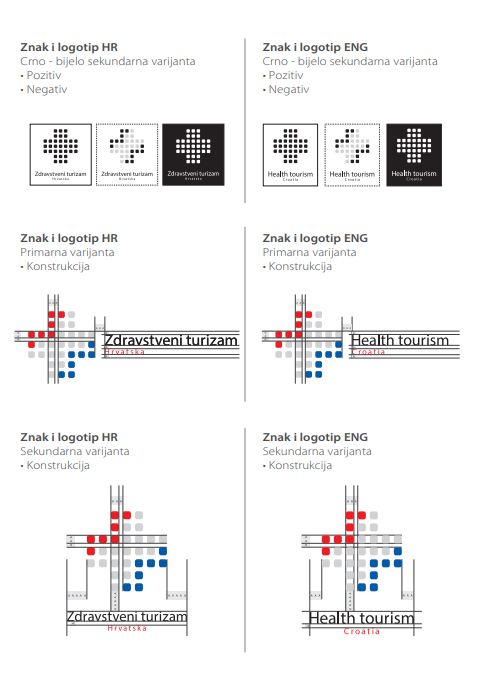 Znak i logotip HR
Crno - bijelo sekundarna varijanta
• Pozitiv
• Negativ
Zdravstveni turizam
Hrvatska
Zdravstveni turizam
Hrvatska
Zdravstveni turizam
Hrvatska
Znak i logotip ENG
Crno - bijelo sekundarna varijanta
• Pozitiv
• Negativ
Health tourism
Croatia
Health tourism
Croatia
Health tourism
Croatia
Znak i logotip HR
Primarna varijanta
• Konstrukcija
Zdravstveni turizam
Hrvatska
Znak i logotip ENG
Primarna varijanta
• Konstrukcija
Health tourism
Croatia
Znak i logotip HR
Sekundarna varijanta
• Konstrukcija
Zdravstveni turizam
Hrvatska
Znak i logotip ENG
Sekundarna varijanta
• Konstrukcija
Health tourism
Croatia